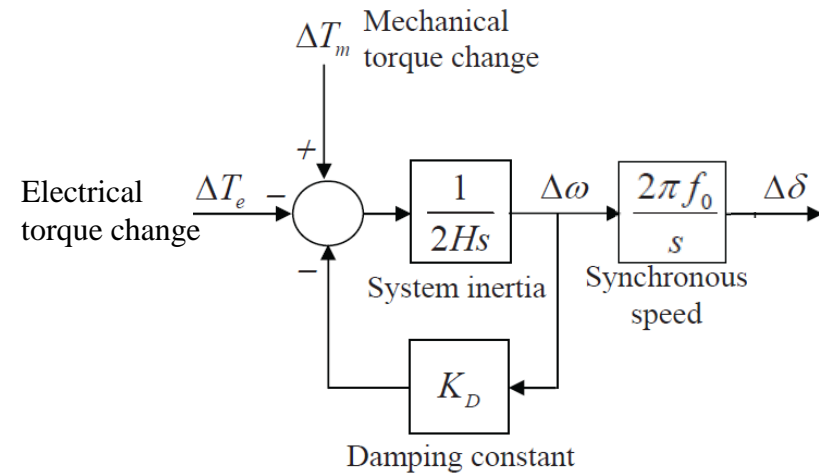 ΔT_m Mechanical
torque change
+
Electrical
torque change
ΔT_e −
1
2Hs
Δω
2πf_0
s
Δδ
−
System inertia
Synchronous
speed
K_D
Damping constant